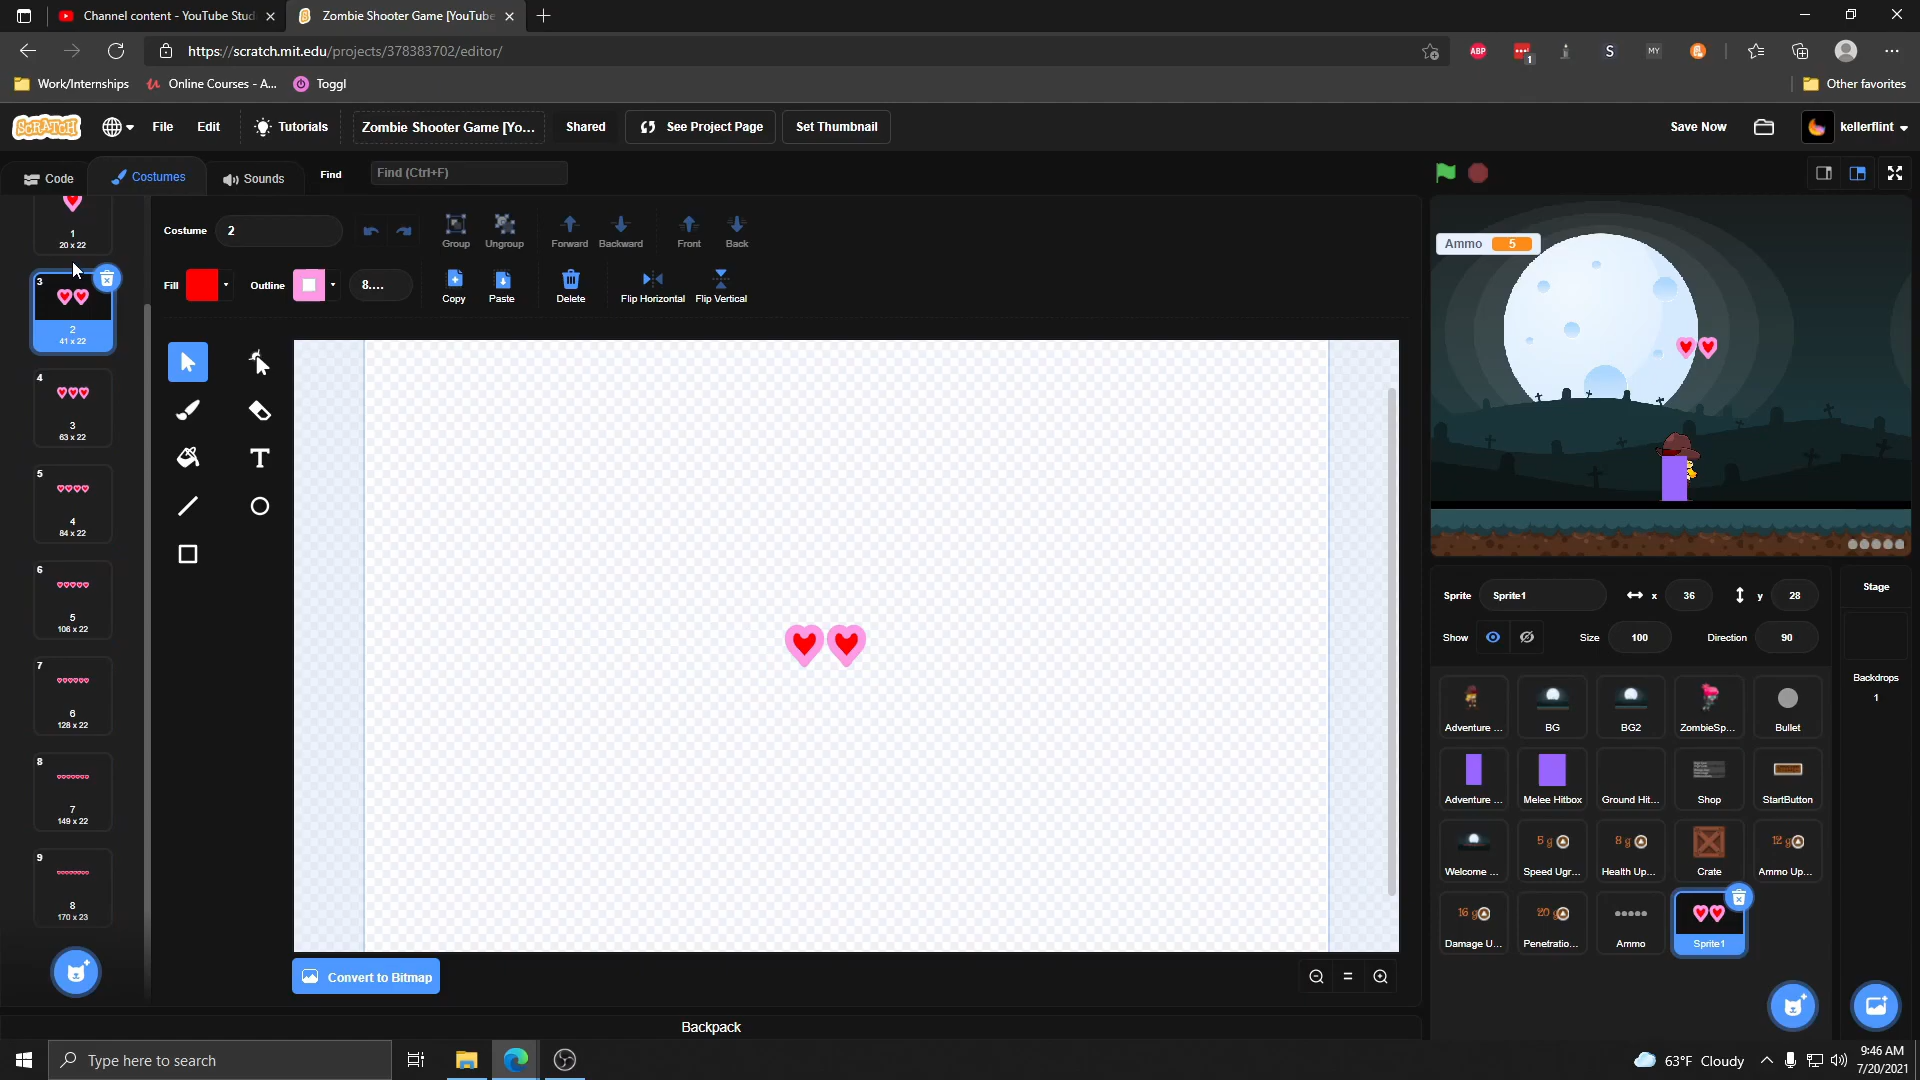 Channel content - YouTube Stud
Zombie Shooter Game [YouTube
https://scratch.mit.edu/projects/378383702/editor/
ABP
1
S
MY
Work/Internships
Online Courses - A...
Toggl
Other favorites
SCRATCH
File
Edit
Tutorials
Zombie Shooter Game [Yo...
Shared
See Project Page
Set Thumbnail
Save Now
kellerflint
Code
Costumes
Sounds
Find
Find (Ctrl+F)
1
20 x 22
3
2
41 x 22
4
3
63 x 22
5
4
84 x 22
6
5
106 x 22
7
6
128 x 22
8
7
149 x 22
9
8
170 x 23
Costume
2
Group
Ungroup
Forward
Backward
Front
Back
Fill
Outline
8....
Copy
Paste
Delete
Flip Horizontal
Flip Vertical
T
Convert to Bitmap
Backpack
Ammo 5
Sprite
Sprite1
x
36
y
28
Show
Size
100
Direction
90
Stage
Backdrops
1
Adventure ...
BG
BG2
ZombieSp...
Bullet
Adventure ...
Melee Hitbox
Ground Hit...
Shop
StartButton
Welcome ...
5 g
Speed Ugr...
8 g
Health Up...
Crate
12 g
Ammo Up...
16 g
Damage U...
20 g
Penetratio...
Ammo
Sprite1
Type here to search
63°F Cloudy
9:46 AM
7/20/2021